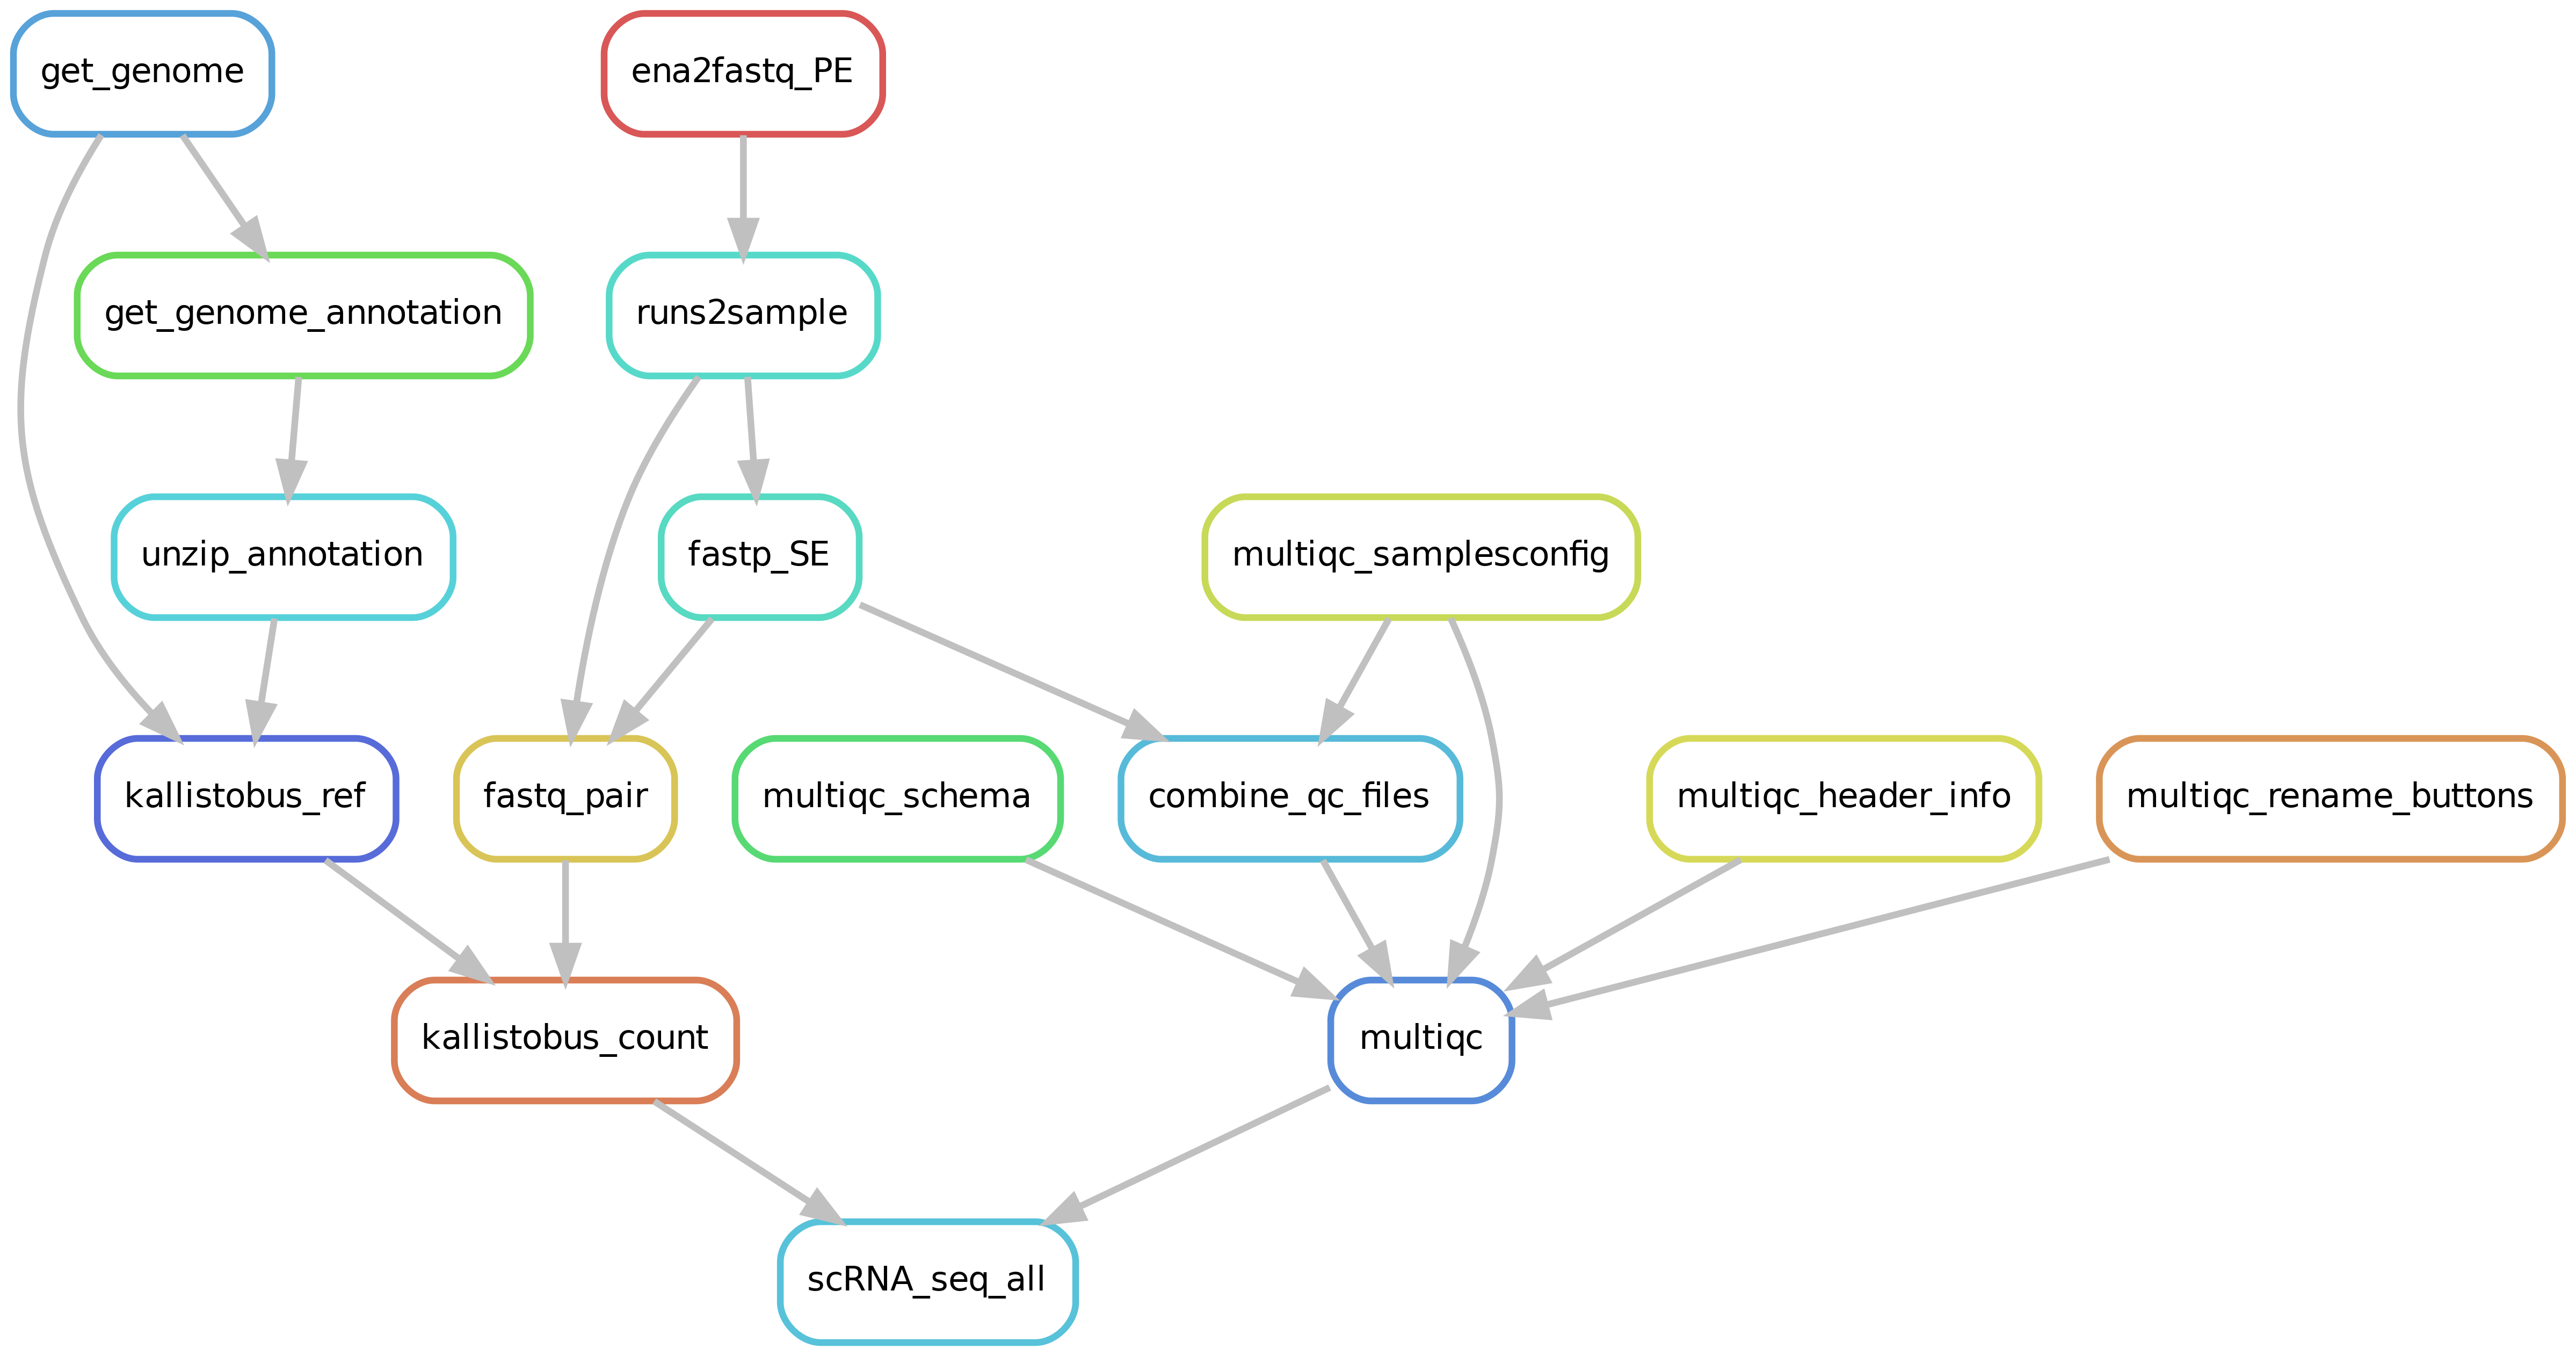 get_genome
ena2fastq_PE
get_genome_annotation
runs2sample
unzip_annotation
fastp_SE
multiqc_samplesconfig
kallistobus_ref
fastq_pair
multiqc_schema
combine_qc_files
multiqc_header_info
multiqc_rename_buttons
kallistobus_count
multiqc
scRNA_seq_all